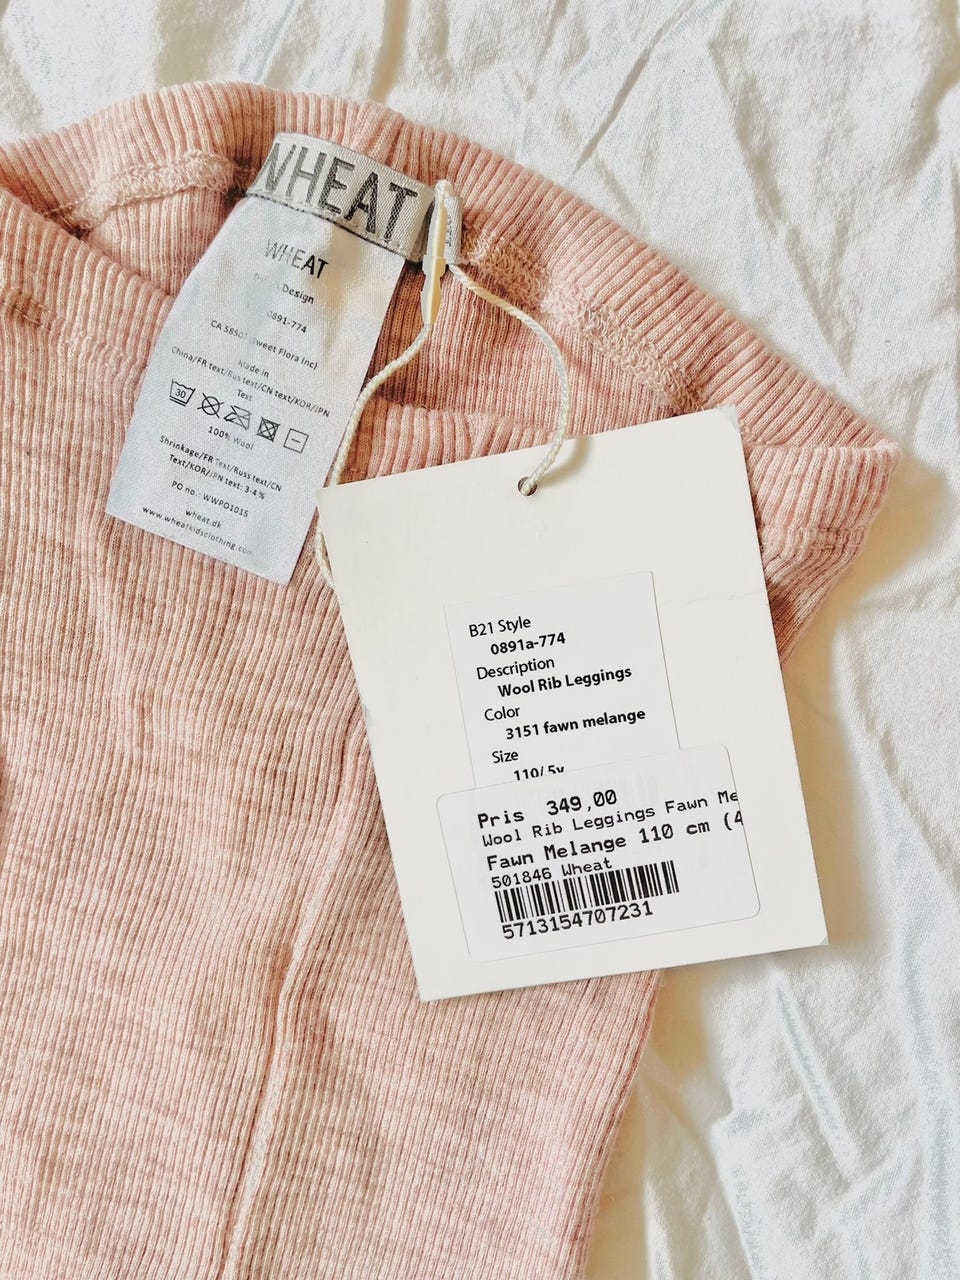 WHEAT
WHEAT
Design
0891-774
CA 58501 Sweet Flora Inc)
Made in
China/FR text/Rus text/CN text/KOR/JPN
Text
30
100% Wool
Shrinkage/FR Text/Russ text/CN
Text/KOR/JPN text: 3-4 %
PO no.: WWPO1015
wheat.dk
www.wheatkidsclothing.com
B21 Style
0891a-774
Description
Wool Rib Leggings
Color
3151 fawn melange
Size
110/5y
Pris 349,00
Wool Rib Leggings Fawn Me
Fawn Melange 110 cm (4
501846 Wheat
5713154707231